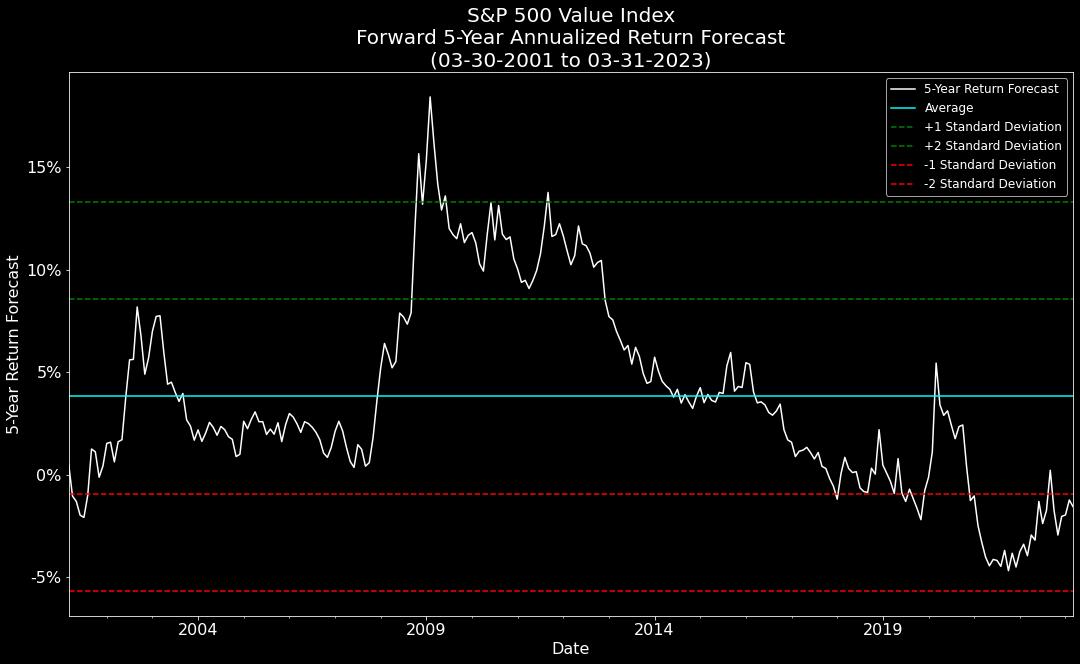 S&P 500 Value Index
Forward 5-Year Annualized Return Forecast
(03-30-2001 to 03-31-2023)
5-Year Return Forecast
Average
+1 Standard Deviation
+2 Standard Deviation
-1 Standard Deviation
-2 Standard Deviation
5-Year Return Forecast
15%
10%
5%
0%
-5%
2004
2009
2014
2019
Date